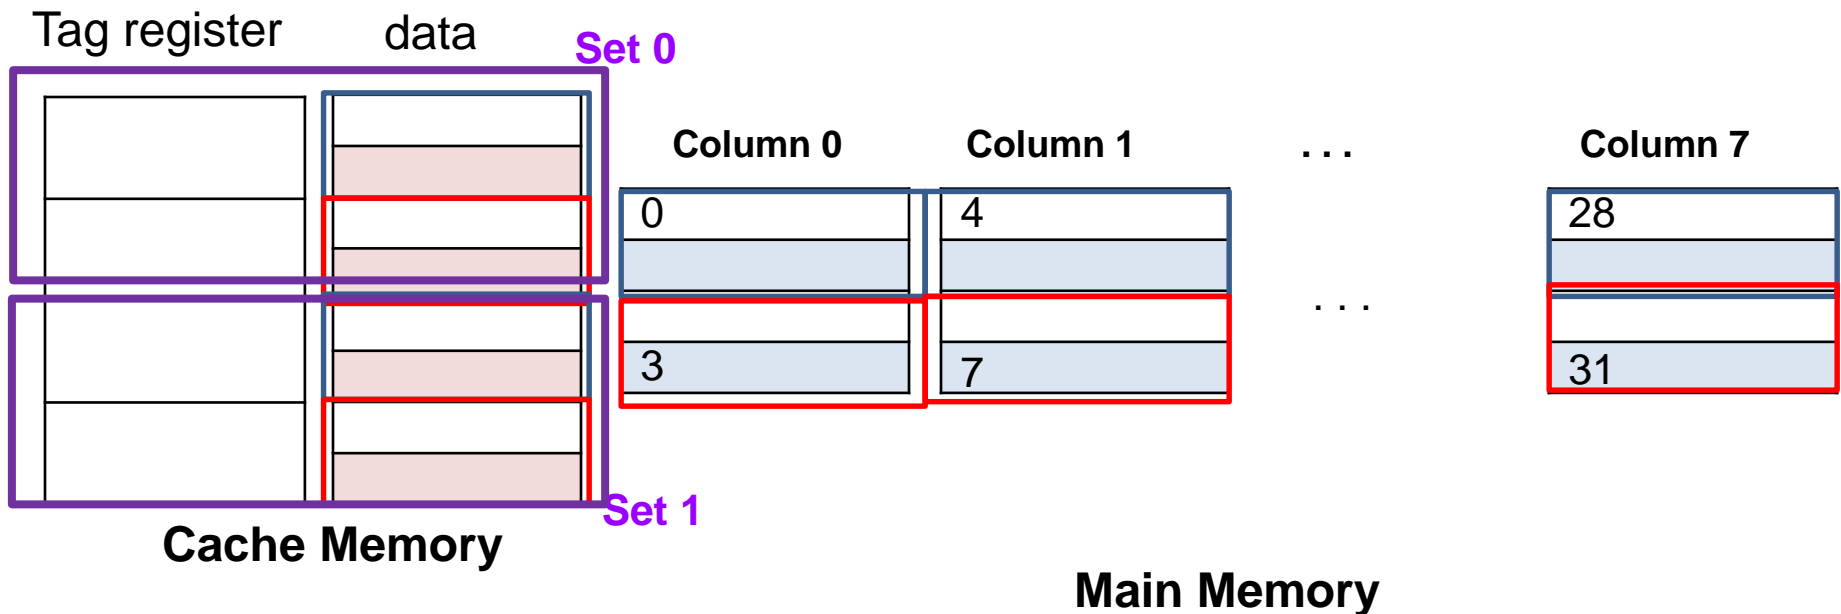 Tag register data
Set 0
Column 0 Column 1 . . . Column 7
0 4 28
. . .
3 7 31
Set 1
Cache Memory
Main Memory